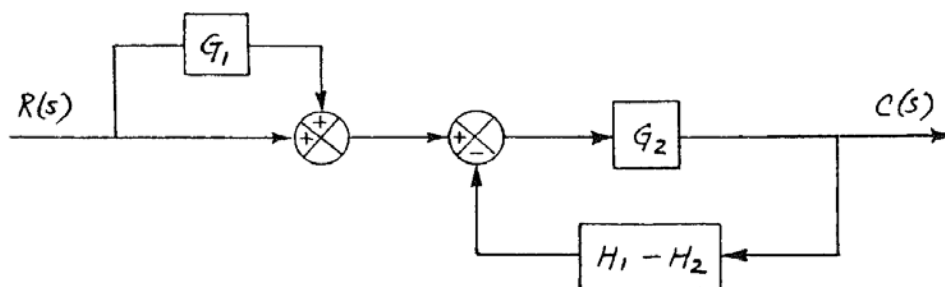 G₁
R(s)
+
+
+
−
G₂
C(s)
H₁ − H₂